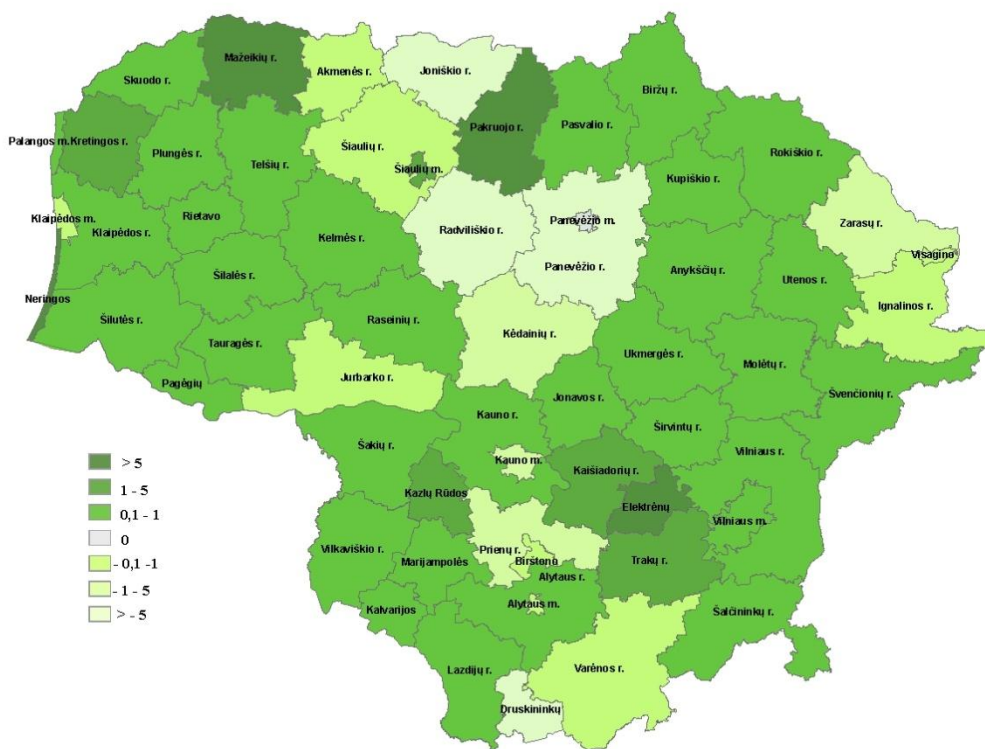 Skuodo r.
Mažeikių r.
Akmenės r.
Joniškio r.
Biržų r.
Pakruojo r.
Pasvalio r.
Palangos m.
Kretingos r.
Plungės r.
Telšių r.
Šiaulių r.
Šiaulių m.
Rokiškio r.
Kupiškio r.
Klaipėdos m.
Klaipėdos r.
Rietavo
Kelmės r.
Radviliškio r.
Panevėžio m.
Zarasų r.
Visagino
Šilalės r.
Panevėžio r.
Anykščių r.
Utenos r.
Neringos
Šilutės r.
Raseinių r.
Kėdainių r.
Ignalinos r.
Tauragės r.
Ukmergės r.
Molėtų r.
Pagėgių
Jurbarko r.
Jonavos r.
Švenčionių r.
Kauno r.
Širvintų r.
Šakių r.
Vilniaus r.
Kauno m.
Kaišiadorių r.
Kazlų Rūdos
Elektrėnų
Vilniaus m.
Vilkaviškio r.
Marijampolės
Prienų r.
Birštono
Trakų r.
Alytaus r.
Kalvarijos
Alytaus m.
Šalčininkų r.
Lazdijų r.
Varėnos r.
Druskininkų
> 5
1 - 5
0,1 - 1
0
- 0,1 -1
- 1 - 5
> - 5